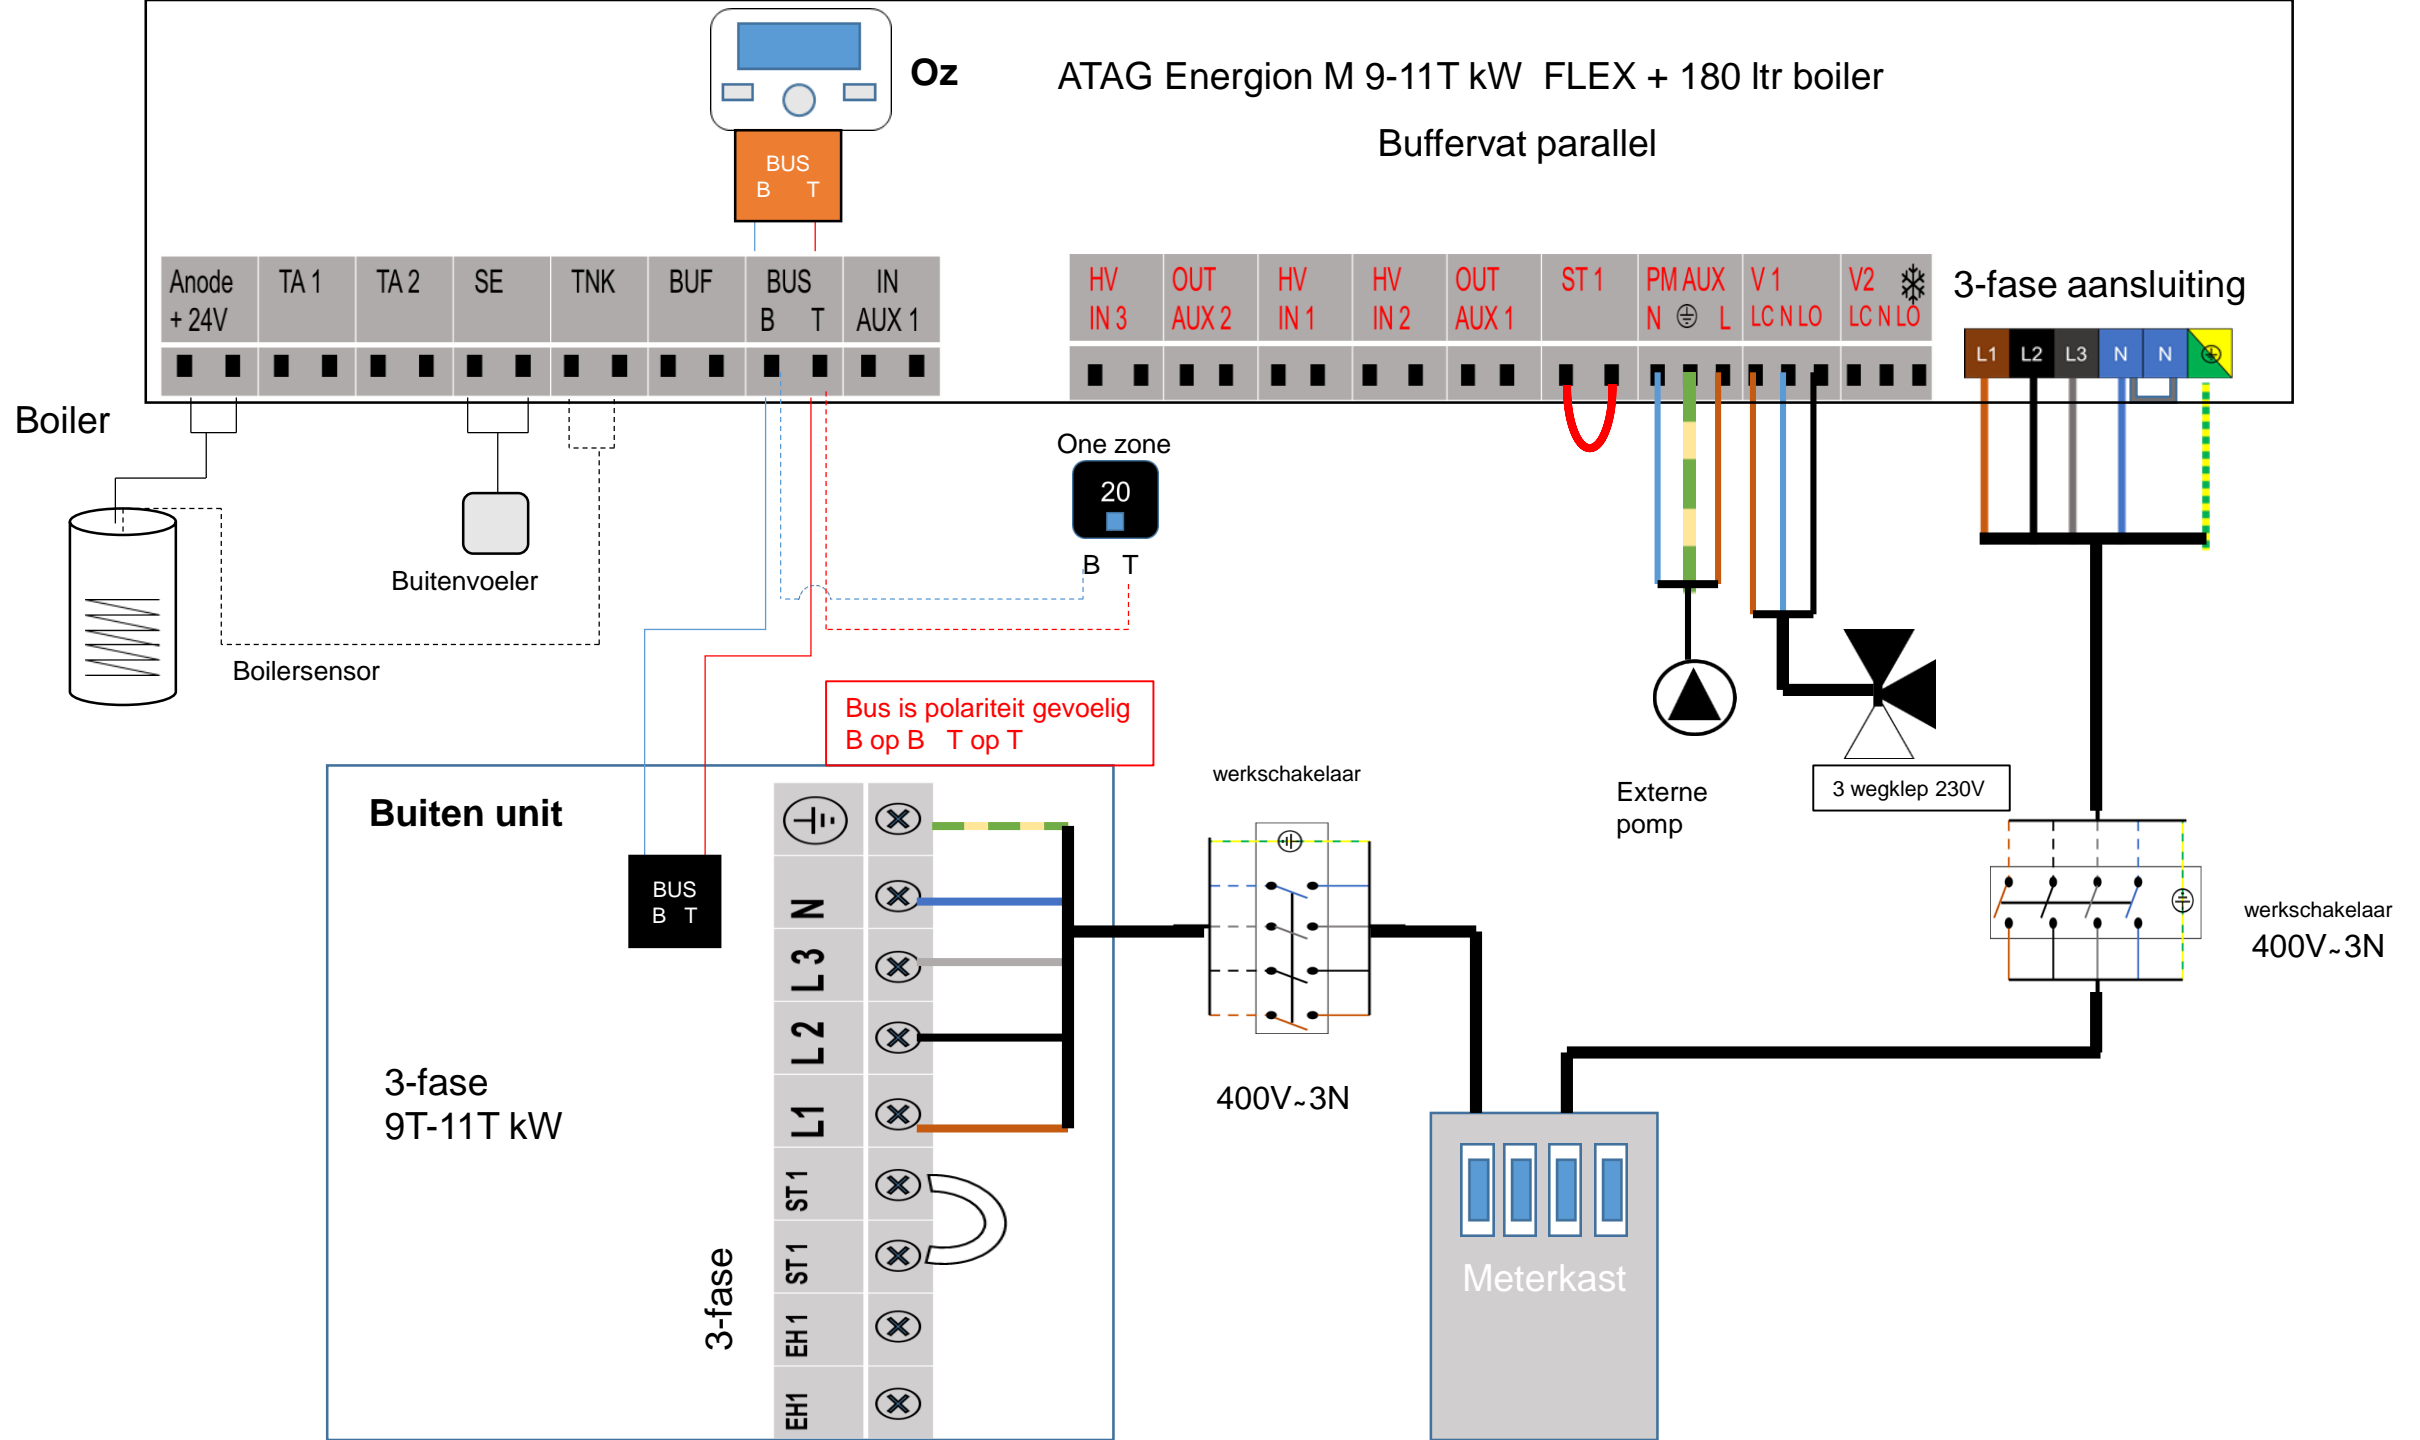 Oz
ATAG Energion M 9-11T kW  FLEX + 180 ltr boiler
Buffervat parallel
BUS
B T
Anode
+ 24V
TA 1
TA 2
SE
TNK
BUF
BUS
B T
IN
AUX 1
HV
IN 3
OUT
AUX 2
HV
IN 1
HV
IN 2
OUT
AUX 1
ST 1
PM AUX
N L
V 1
LC N LO
V2
LC N LO
3-fase aansluiting
L1 L2 L3 N N
Boiler
One zone
20
B T
Buitenvoeler
Boilersensor
Bus is polariteit gevoelig
B op B   T op T
werkschakelaar
400V~3N
Externe
pomp
3 wegklep 230V
werkschakelaar
400V~3N
Buiten unit
BUS
B T
3-fase
9T-11T kW
3-fase
N
L 3
L 2
L1
ST 1
ST 1
EH 1
EH1
Meterkast